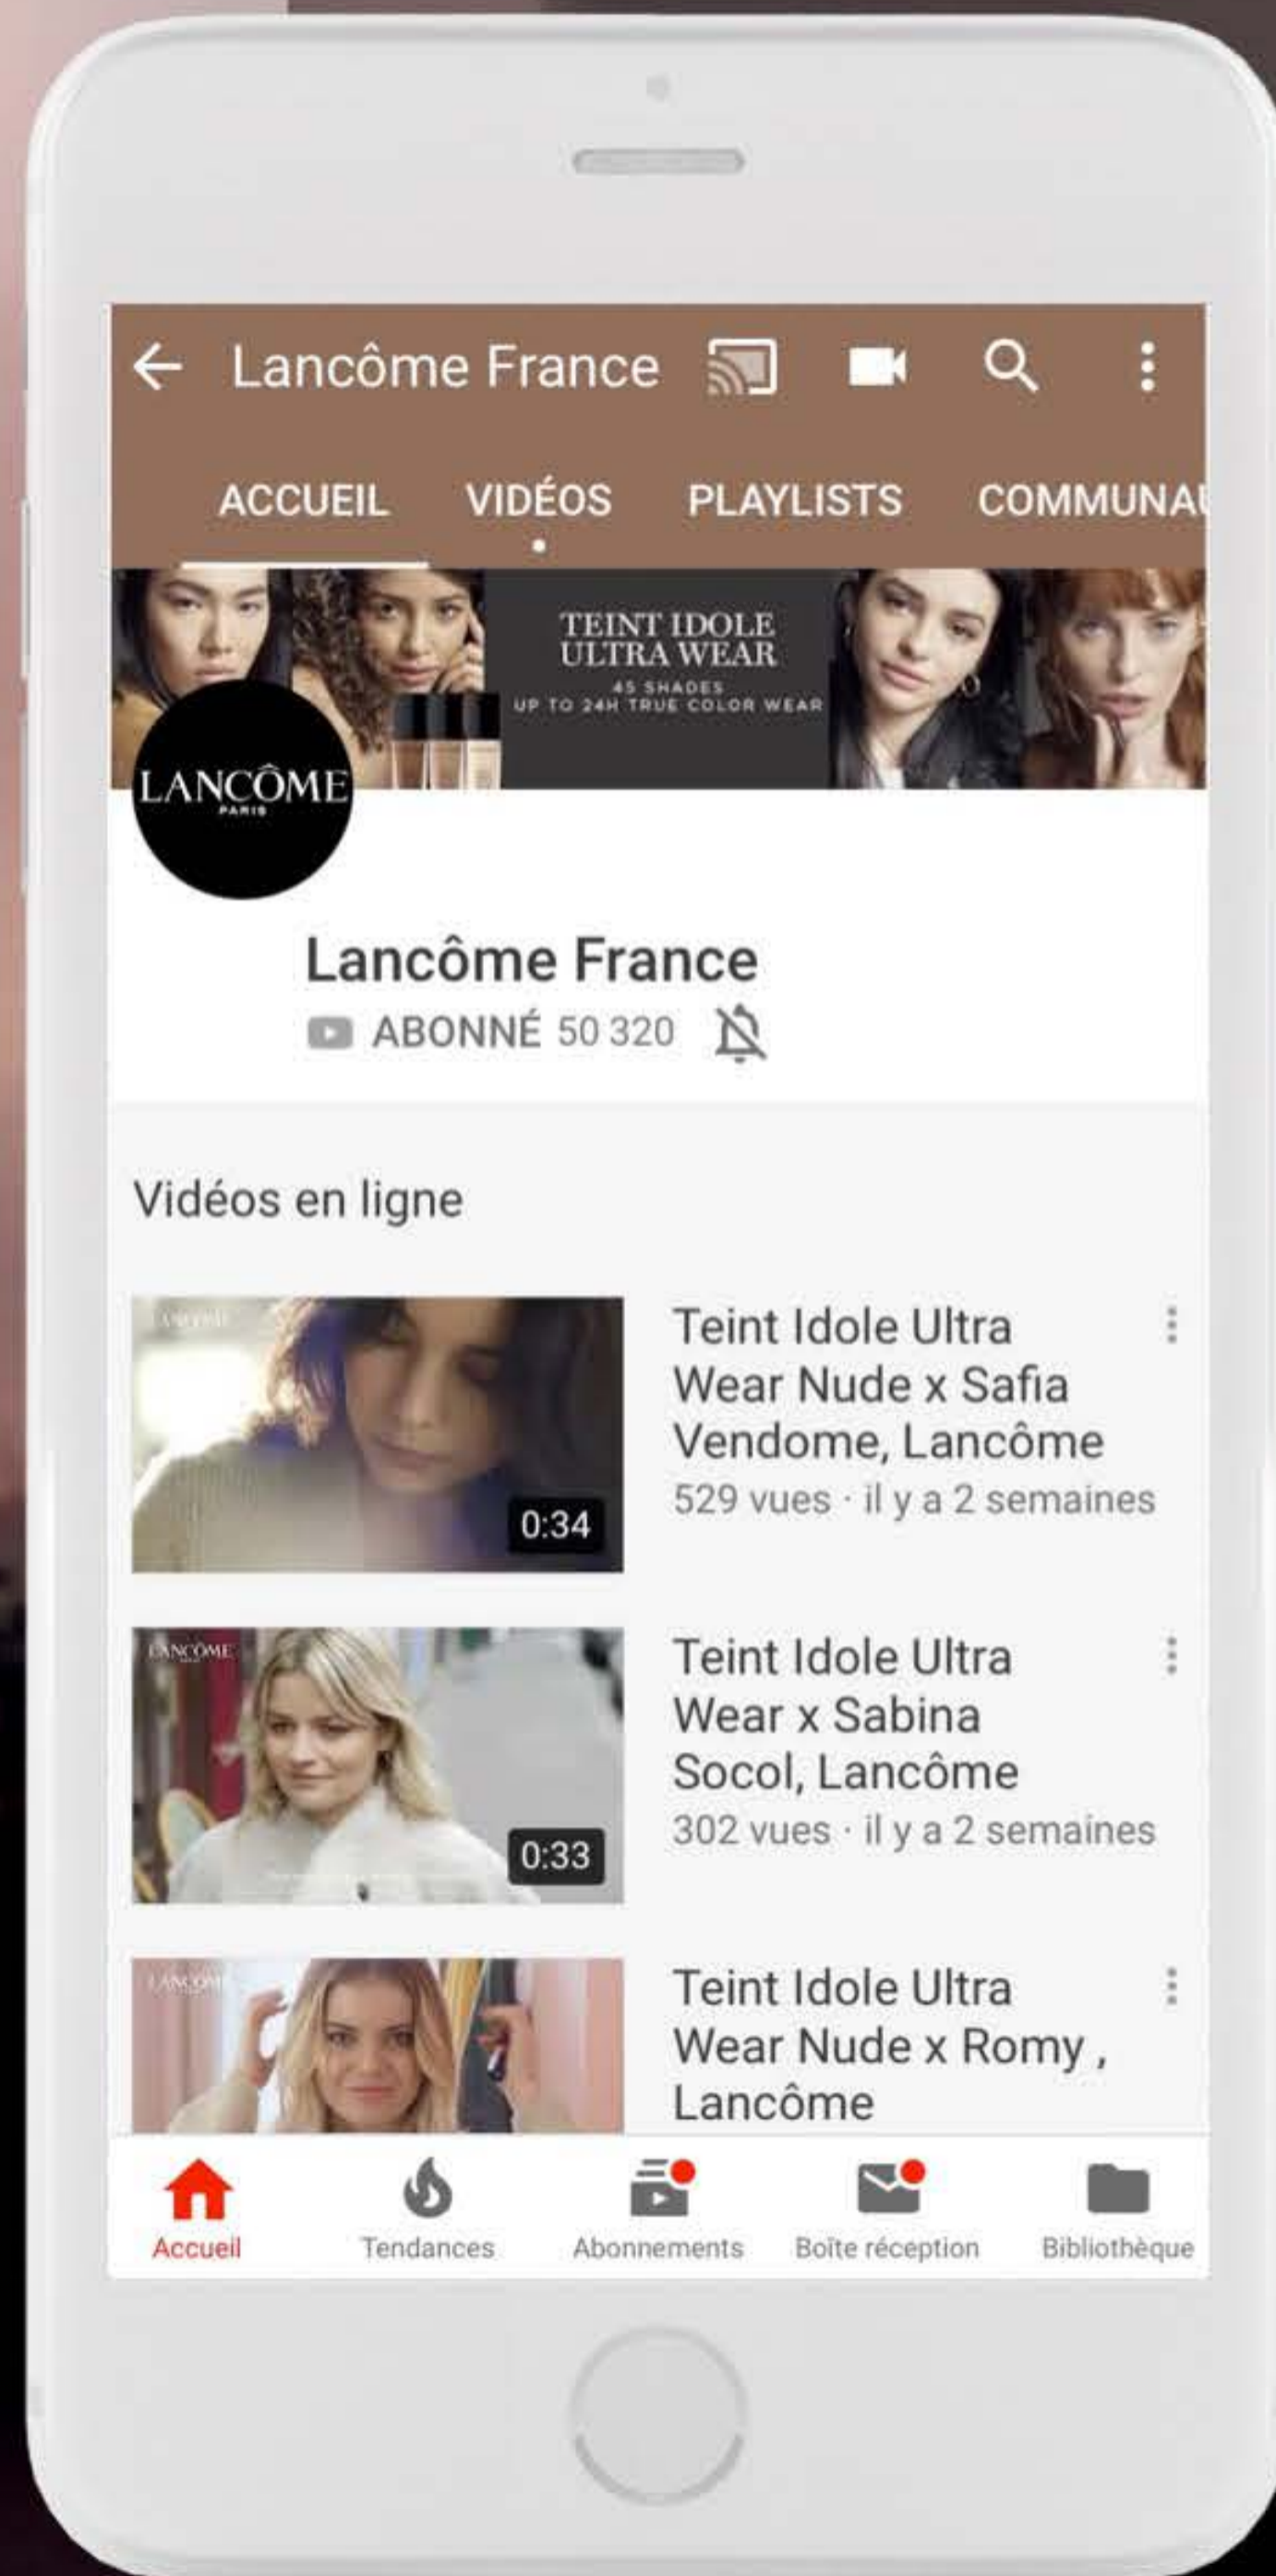 Lancôme France
ACCUEIL VIDÉOS PLAYLISTS COMMUNAU
TEINT IDOLE
ULTRA WEAR
45 SHADES
UP TO 24H TRUE COLOR WEAR
LANCÔME
PARIS
Lancôme France
ABONNÉ 50 320
Vidéos en ligne
LANCÔME
0:34
Teint Idole Ultra
Wear Nude x Safia
Vendome, Lancôme
529 vues · il y a 2 semaines
LANCÔME
0:33
Teint Idole Ultra
Wear x Sabina
Socol, Lancôme
302 vues · il y a 2 semaines
LANCÔME
Teint Idole Ultra
Wear Nude x Romy ,
Lancôme
Accueil Tendances Abonnements Boîte réception Bibliothèque